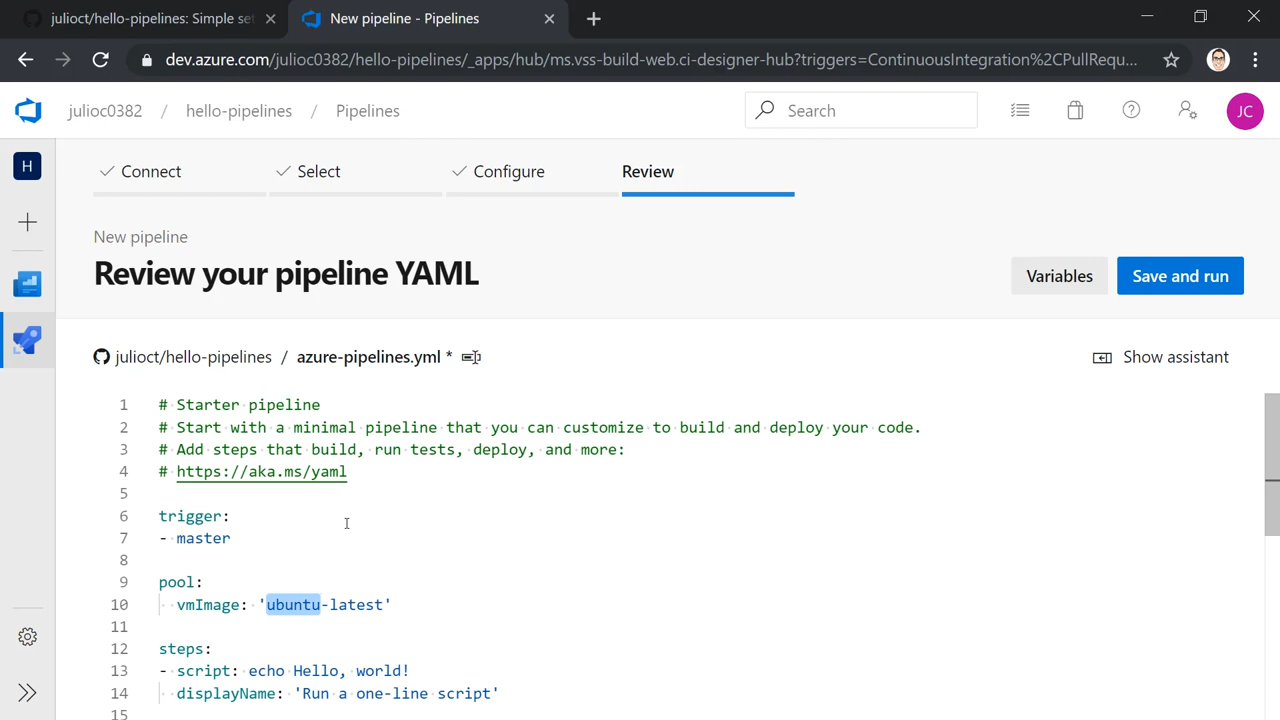 julioct/hello-pipelines: Simple se
New pipeline - Pipelines
dev.azure.com/julioc0382/hello-pipelines/_apps/hub/ms.vss-build-web.ci-designer-hub?triggers=ContinuousIntegration%2CPullRequ...
julioc0382 / hello-pipelines / Pipelines
Search
JC
H
Connect
Select
Configure
Review
New pipeline
Review your pipeline YAML
Variables
Save and run
julioct/hello-pipelines / azure-pipelines.yml *
Show assistant
1 # Starter pipeline
2 # Start with a minimal pipeline that you can customize to build and deploy your code.
3 # Add steps that build, run tests, deploy, and more:
4 # https://aka.ms/yaml
5
6 trigger:
7 - master
8
9 pool:
10 vmImage: 'ubuntu-latest'
11
12 steps:
13 - script: echo Hello, world!
14 displayName: 'Run a one-line script'
15